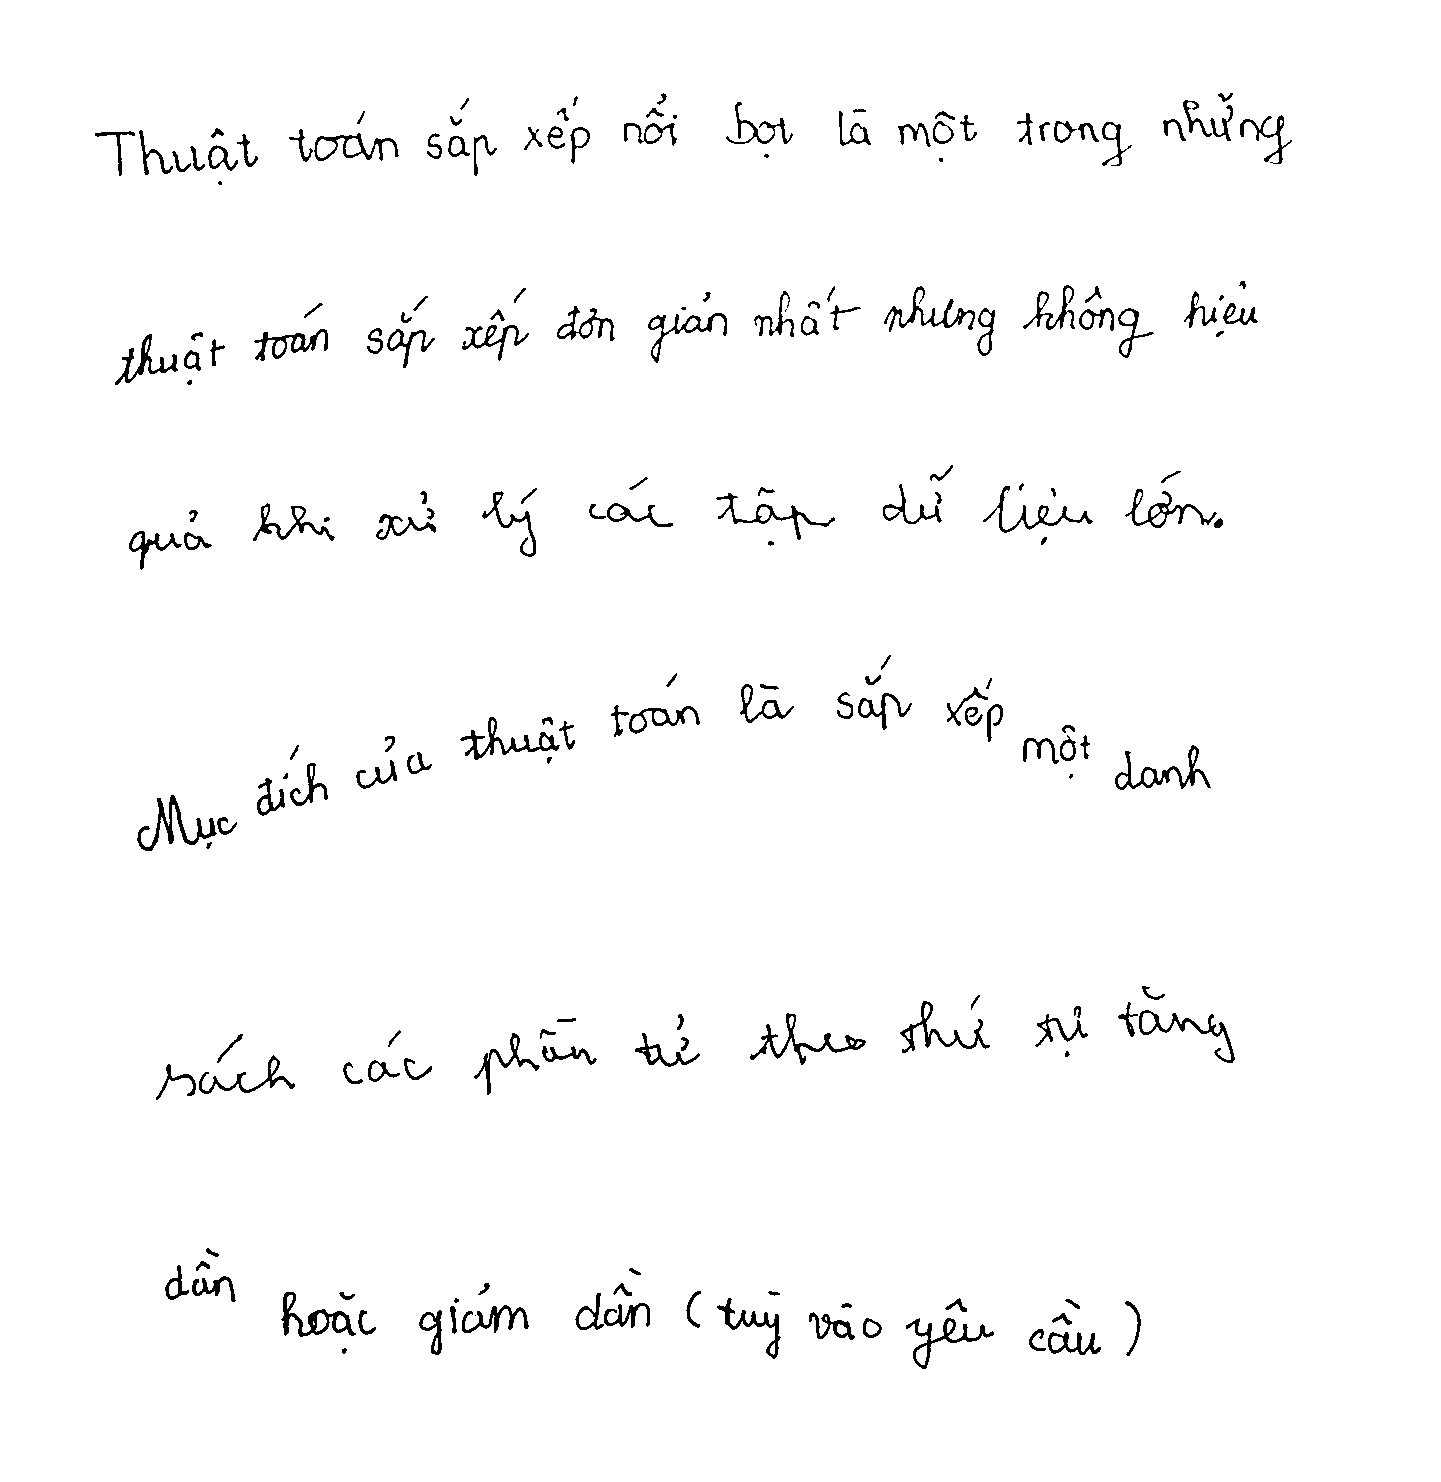 Thuật toán sắp xếp nổi bọt là một trong những
thuật toán sắp xếp đơn giản nhất nhưng không hiệu
quả khi xử lý các tập dữ liệu lớn.
Mục đích của thuật toán là sắp xếp một danh
sách các phần tử theo thứ tự tăng
dần hoặc giảm dần (tuỳ vào yêu cầu)